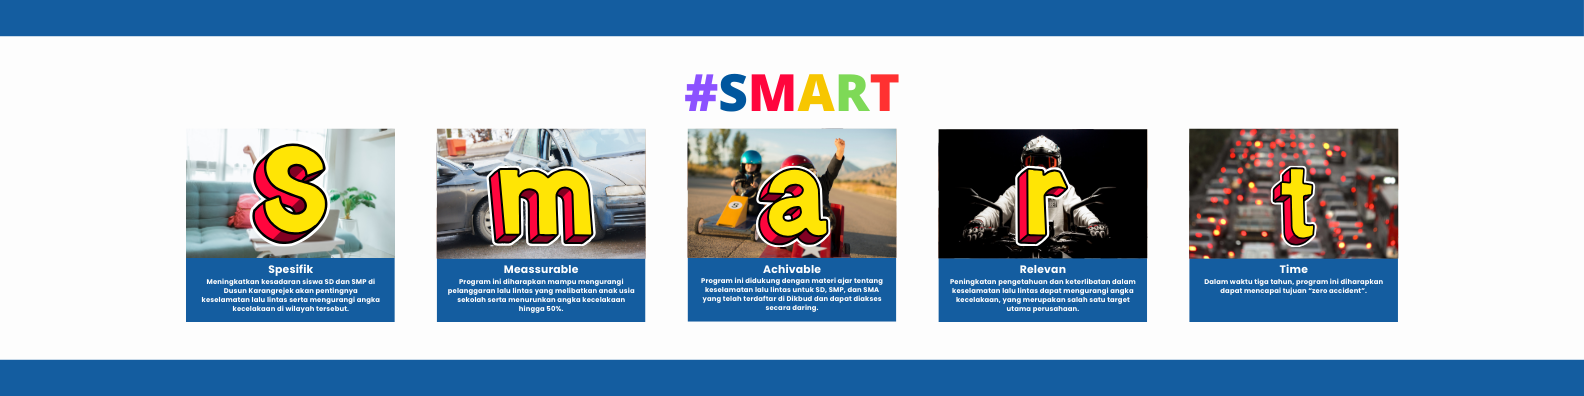 #SMART
S
Spesifik
Meningkatkan kesadaran siswa SD dan SMP di
Dusun Karangrejek akan pentingnya
keselamatan lalu lintas serta mengurangi angka
kecelakaan di wilayah tersebut.
m
Meassurable
Program ini diharapkan mampu mengurangi
pelanggaran lalu lintas yang melibatkan anak usia
sekolah serta menurunkan angka kecelakaan
hingga 50%.
a
Achivable
Program ini didukung dengan materi ajar tentang
keselamatan lalu lintas untuk SD, SMP, dan SMA
yang telah terdaftar di Dikbud dan dapat diakses
secara daring.
r
Relevan
Peningkatan pengetahuan dan keterlibatan dalam
keselamatan lalu lintas dapat mengurangi angka
kecelakaan, yang merupakan salah satu target
utama perusahaan.
t
Time
Dalam waktu tiga tahun, program ini diharapkan
dapat mencapai tujuan “zero accident”.